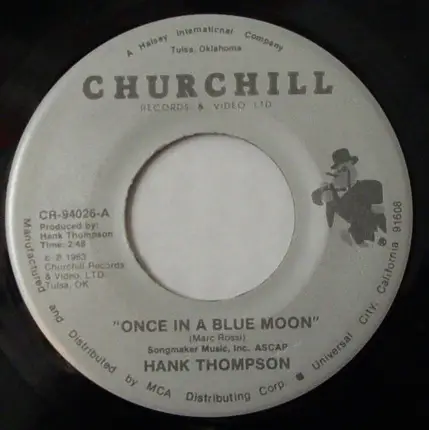 A Halsey International Company
Tulsa, Oklahoma
CHURCHILL
RECORDS & VIDEO LTD
CR-94026-A
Produced by:
Hank Thompson
Time: 2:48
© ℗ 1983
Churchill Records
& Video, LTD.
Tulsa, OK
"ONCE IN A BLUE MOON"
(Marc Rossi)
Songmaker Music, Inc. ASCAP
HANK THOMPSON
Manufactured and Distributed by MCA Distributing Corp. Universal City, California 91608